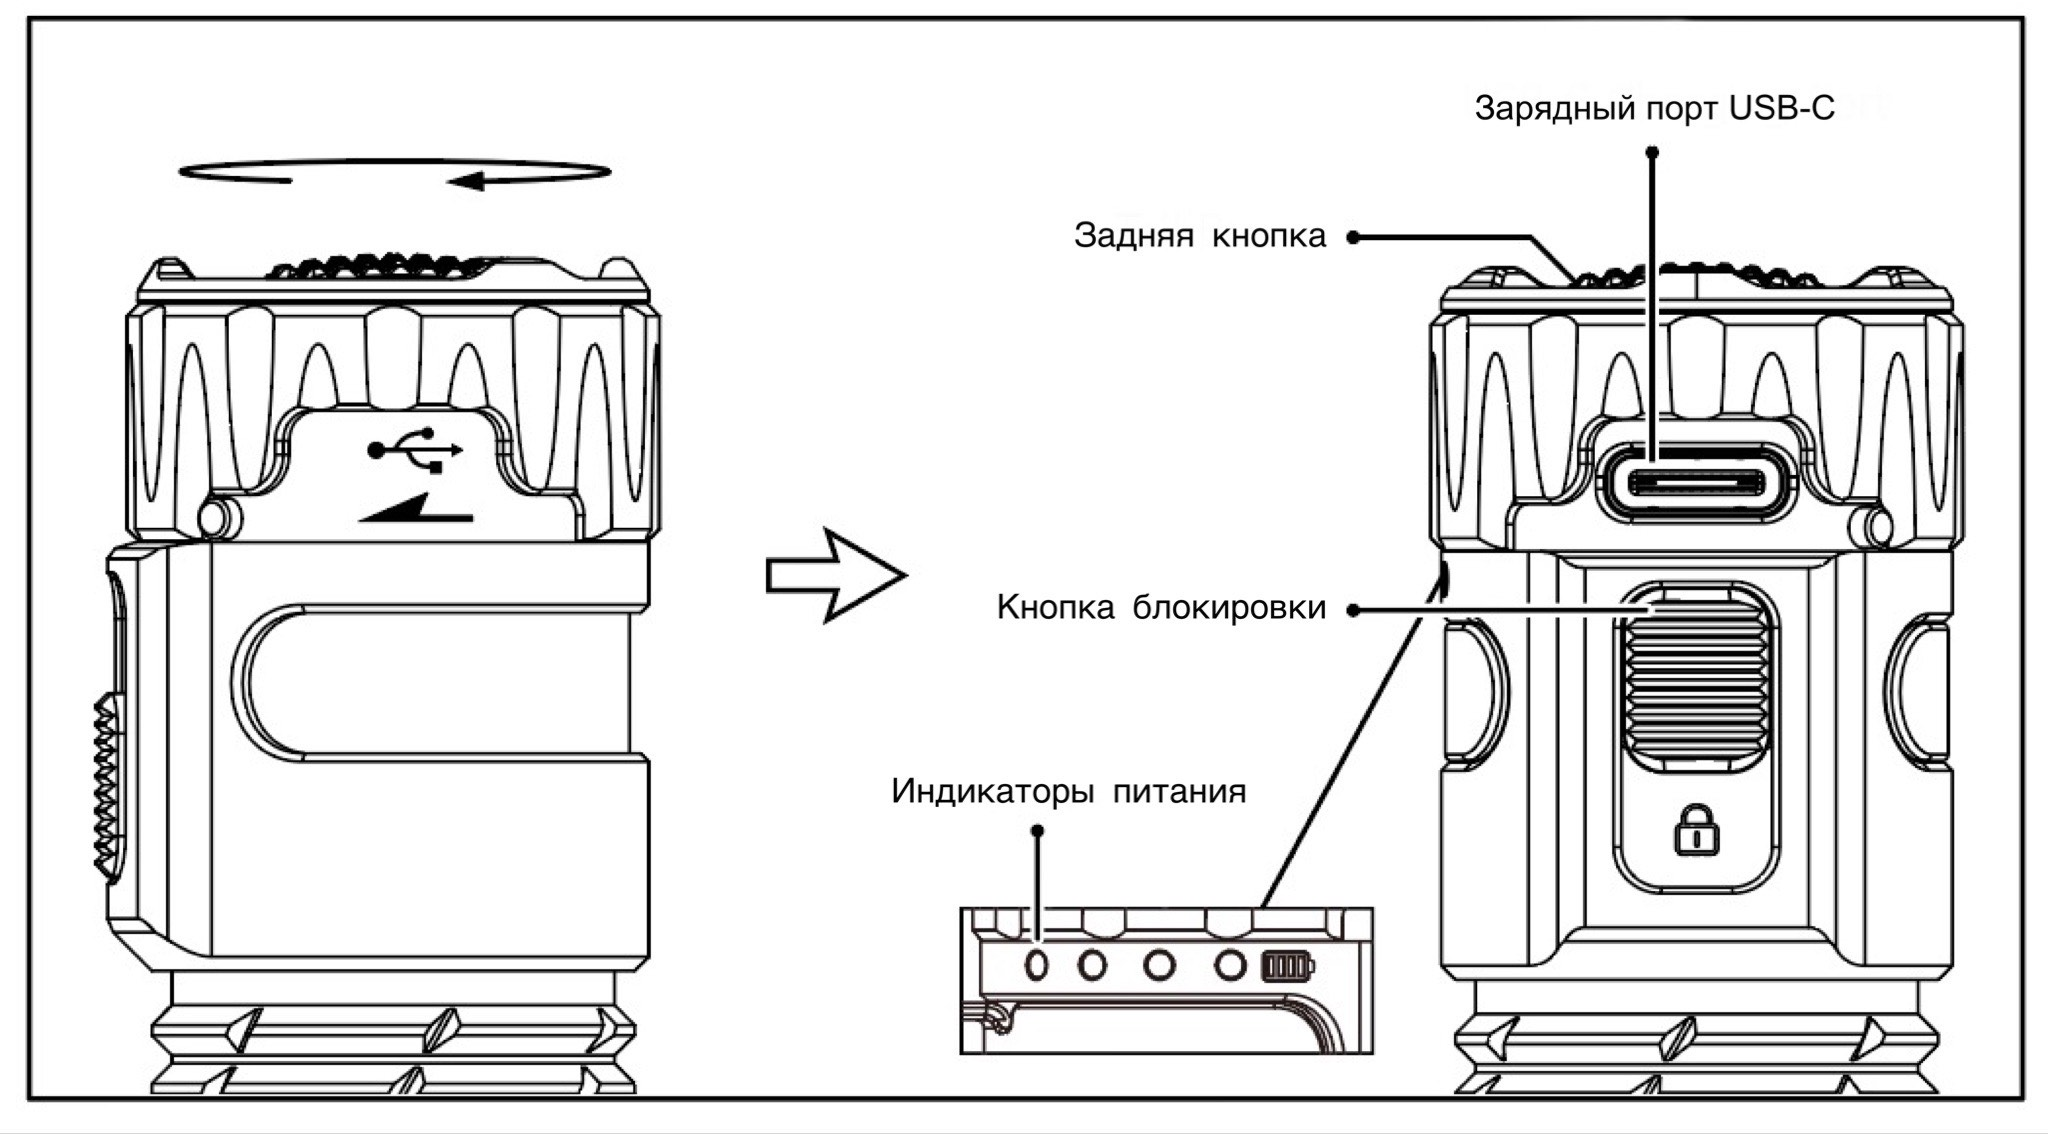 Зарядный порт USB-C
Задняя кнопка
Кнопка блокировки
Индикаторы питания